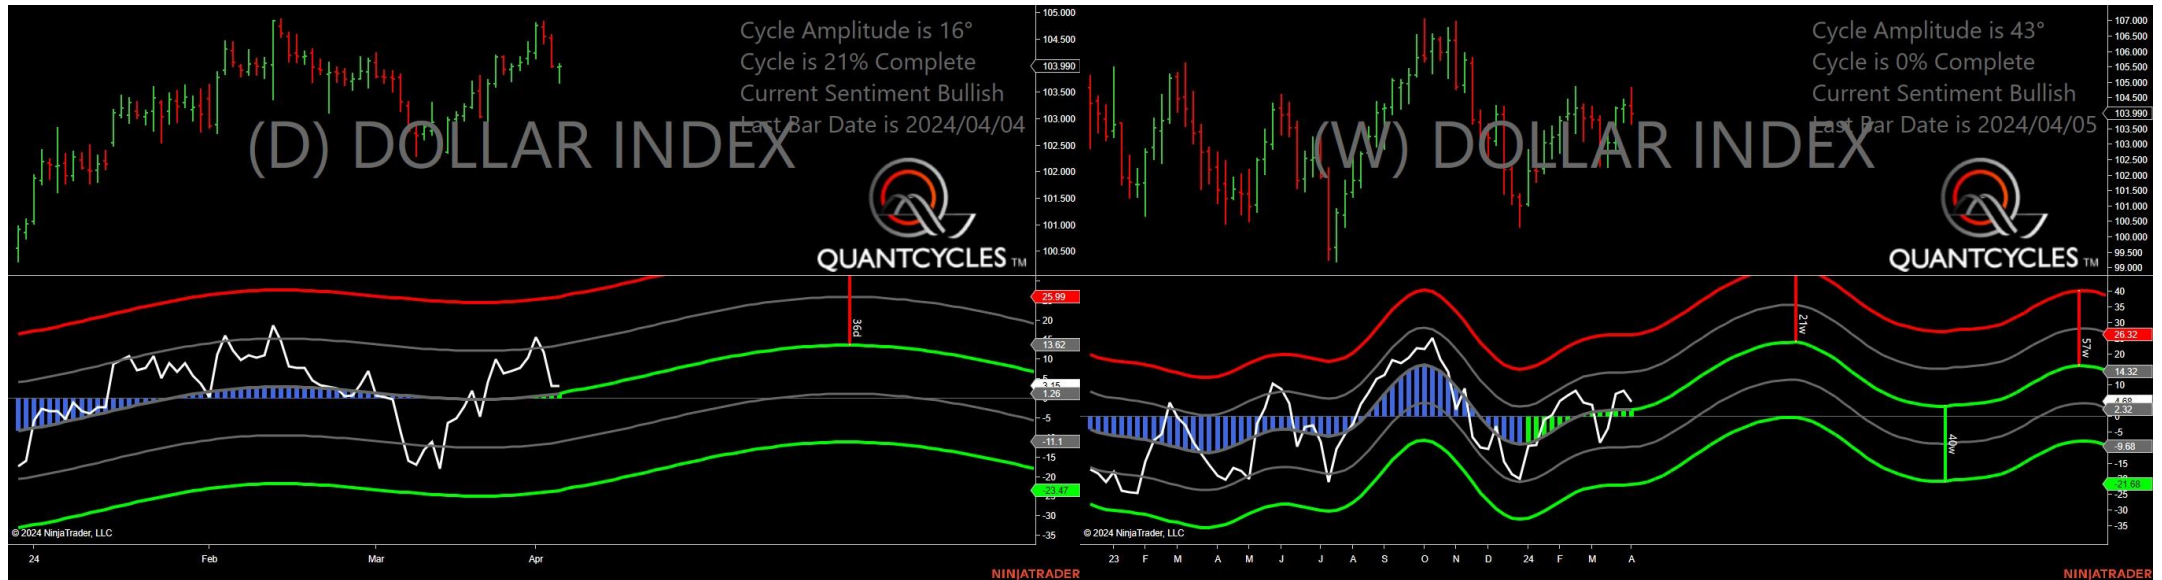 Cycle Amplitude is 16°
Cycle is 21% Complete
Current Sentiment Bullish
Last Bar Date is 2024/04/04
(D) DOLLAR INDEX
QUANTCYCLES TM
105.000
104.500
103.990
103.500
103.000
102.500
102.000
101.500
101.000
100.500
36d
25.99
20
13.62
10
5
3.15
1.26
-5
-11.1
-15
-20
-23.47
-30
-35
© 2024 NinjaTrader, LLC
24 Feb Mar Apr
NINJATRADER
Cycle Amplitude is 43°
Cycle is 0% Complete
Current Sentiment Bullish
Last Bar Date is 2024/04/05
(W) DOLLAR INDEX
QUANTCYCLES TM
107.000
106.500
106.000
105.500
105.000
104.500
103.990
103.500
103.000
102.500
102.000
101.500
101.000
100.500
100.000
99.500
99.000
21w
57w
40w
40
35
30
26.32
20
14.32
10
4.68
2.32
-5
-9.68
-15
-21.68
-25
-30
-35
© 2024 NinjaTrader, LLC
23 F M A M J J A S O N D 24 F M A
NINJATRADER